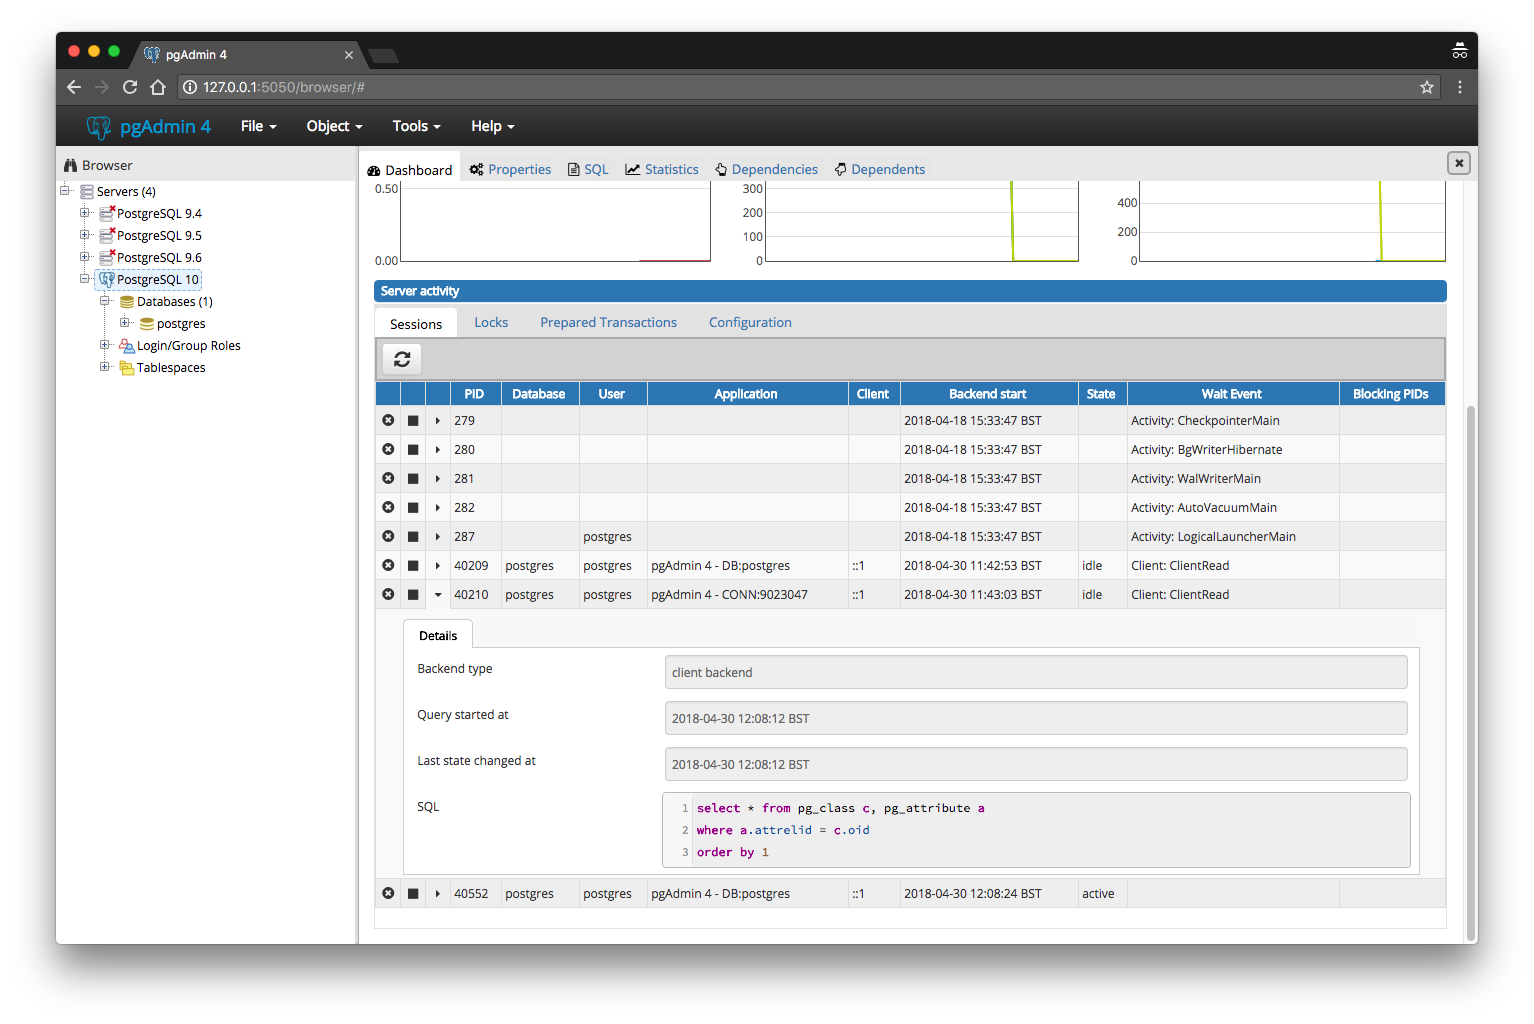 pgAdmin 4
127.0.0.1:5050/browser/#
pgAdmin 4 File Object Tools Help
Browser
Servers (4)
PostgreSQL 9.4
PostgreSQL 9.5
PostgreSQL 9.6
PostgreSQL 10
Databases (1)
postgres
Login/Group Roles
Tablespaces
Dashboard Properties SQL Statistics Dependencies Dependents
0.50
0.00
300
200
100
0
400
200
0
Server activity
Sessions Locks Prepared Transactions Configuration
PID Database User Application Client Backend start State Wait Event Blocking PIDs
279 2018-04-18 15:33:47 BST Activity: CheckpointerMain
280 2018-04-18 15:33:47 BST Activity: BgWriterHibernate
281 2018-04-18 15:33:47 BST Activity: WalWriterMain
282 2018-04-18 15:33:47 BST Activity: AutoVacuumMain
287 postgres 2018-04-18 15:33:47 BST Activity: LogicalLauncherMain
40209 postgres postgres pgAdmin 4 - DB:postgres ::1 2018-04-30 11:42:53 BST idle Client: ClientRead
40210 postgres postgres pgAdmin 4 - CONN:9023047 ::1 2018-04-30 11:43:03 BST idle Client: ClientRead
Details
Backend type client backend
Query started at 2018-04-30 12:08:12 BST
Last state changed at 2018-04-30 12:08:12 BST
SQL
1 select * from pg_class c, pg_attribute a
2 where a.attrelid = c.oid
3 order by 1
40552 postgres postgres pgAdmin 4 - DB:postgres ::1 2018-04-30 12:08:24 BST active